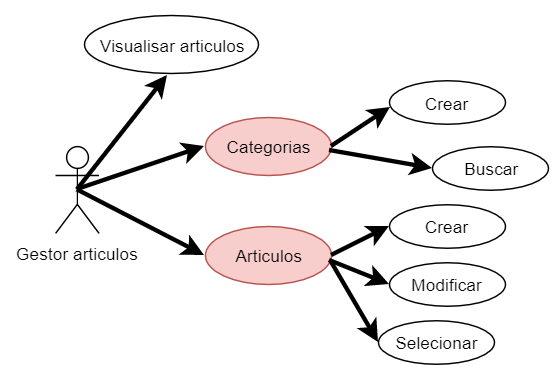 Visualisar articulos
Crear
Categorias
Buscar
Crear
Gestor articulos
Articulos
Modificar
Selecionar